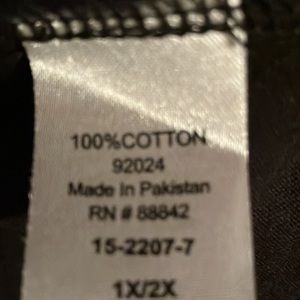 100%COTTON
92024
Made In Pakistan
RN # 88842
15-2207-7
1X/2X